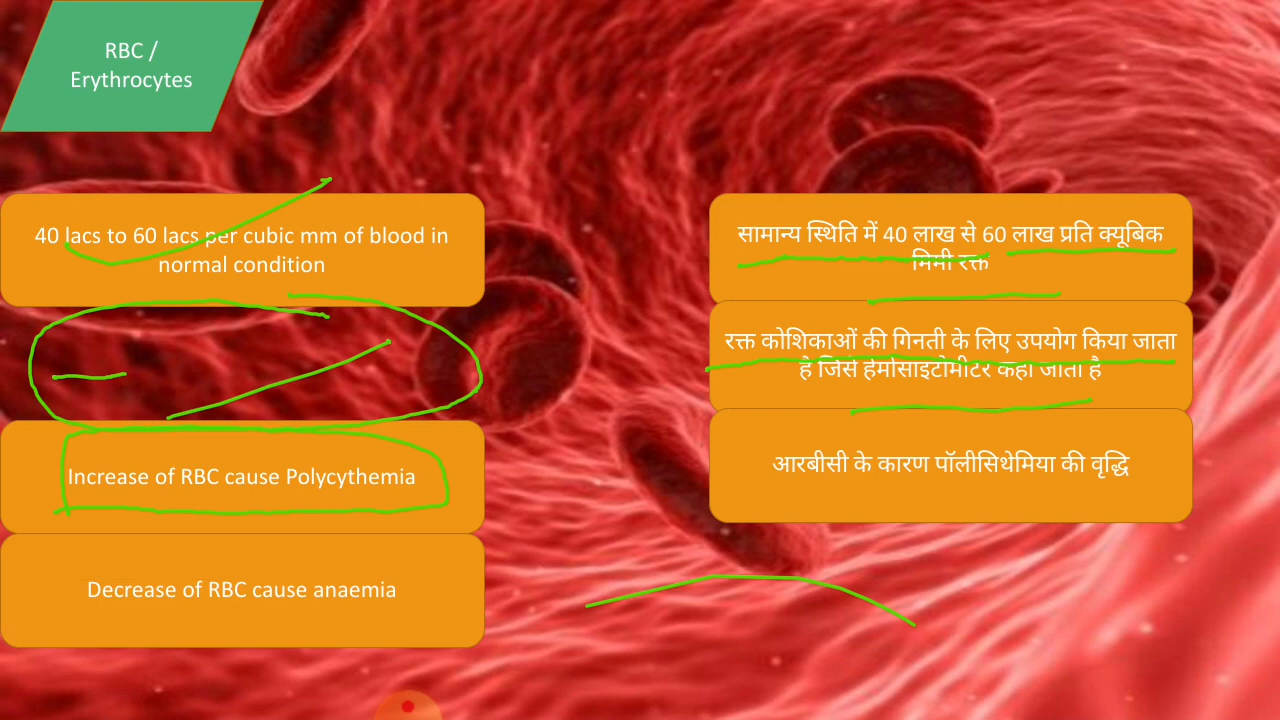 RBC /
Erythrocytes
40 lacs to 60 lacs per cubic mm of blood in
normal condition
Increase of RBC cause Polycythemia
Decrease of RBC cause anaemia
सामान्य स्थिति में 40 लाख से 60 लाख प्रति क्यूबिक
मिमी रक्त
रक्त कोशिकाओं की गिनती के लिए उपयोग किया जाता
है जिसे हेमोसाइटोमीटर कहा जाता है
आरबीसी के कारण पॉलीसिथेमिया की वृद्धि